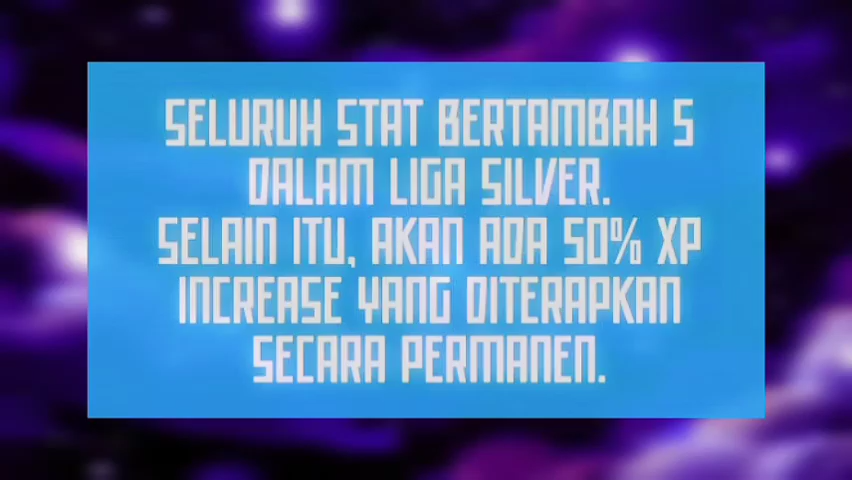 SELURUH STAT BERTAMBAH 5
DALAM LIGA SILVER.
SELAIN ITU, AKAN ADA 50% XP
INCREASE YANG DITERAPKAN
SECARA PERMANEN.